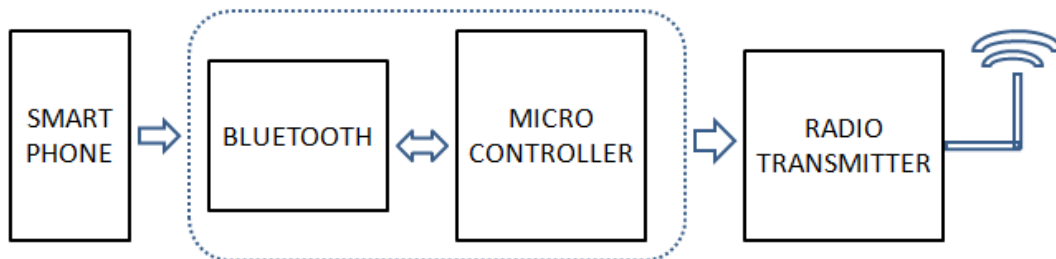 SMART
PHONE
BLUETOOTH
MICRO
CONTROLLER
RADIO
TRANSMITTER